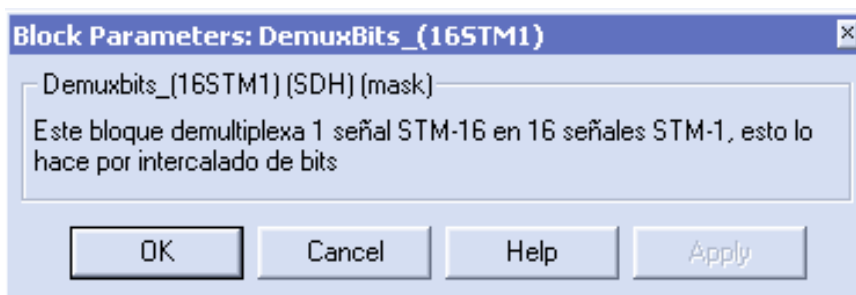 Block Parameters: DemuxBits_(16STM1)
Demuxbits_(16STM1) (SDH) (mask)
Este bloque demultiplexa 1 señal STM-16 en 16 señales STM-1, esto lo
hace por intercalado de bits
OK Cancel Help Apply